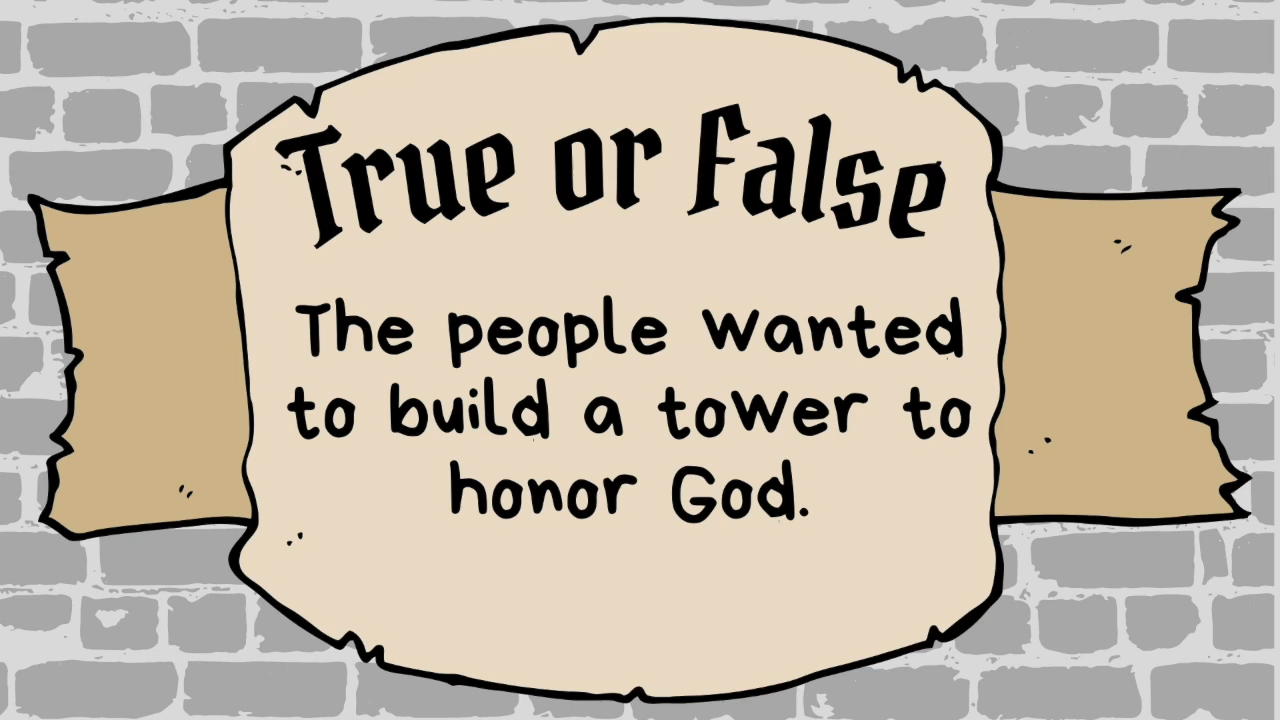 True or False
The people wanted
to build a tower to
honor God.